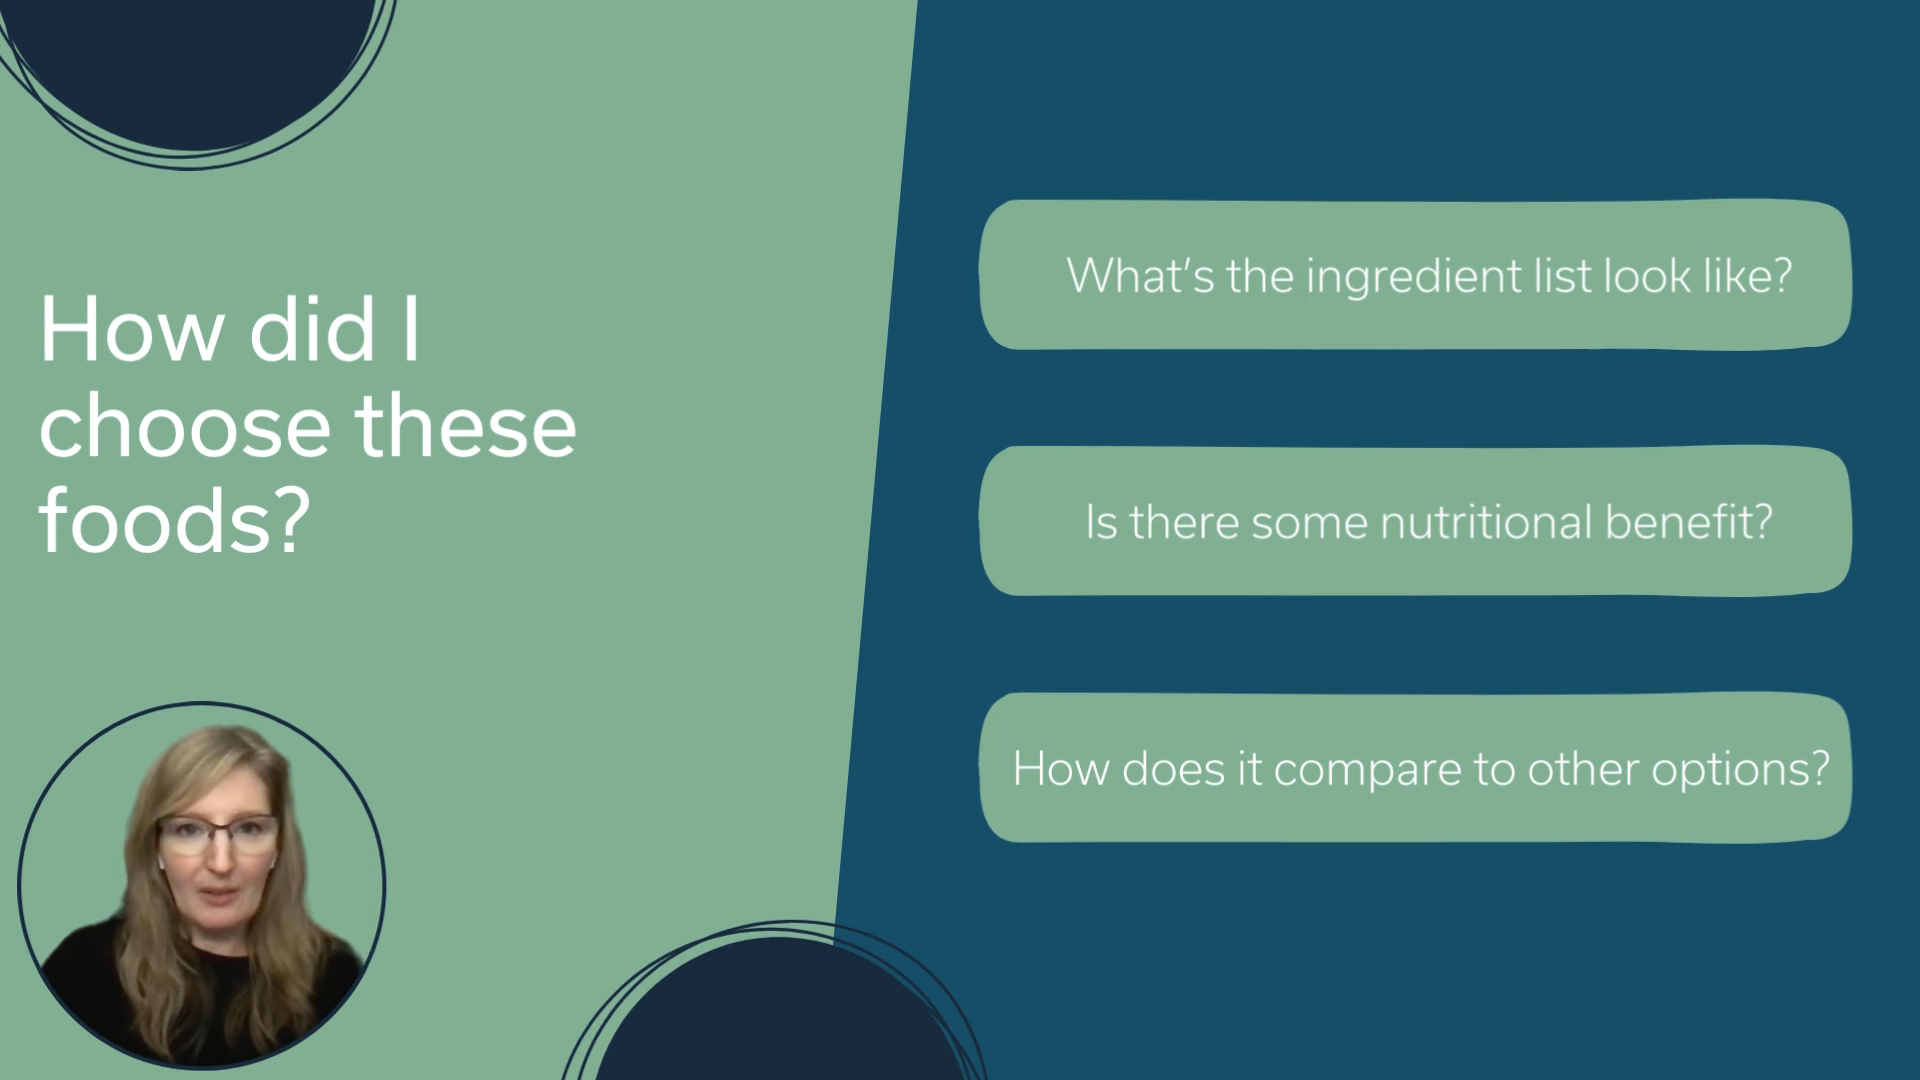 How did I
choose these
foods?
What's the ingredient list look like?
Is there some nutritional benefit?
How does it compare to other options?